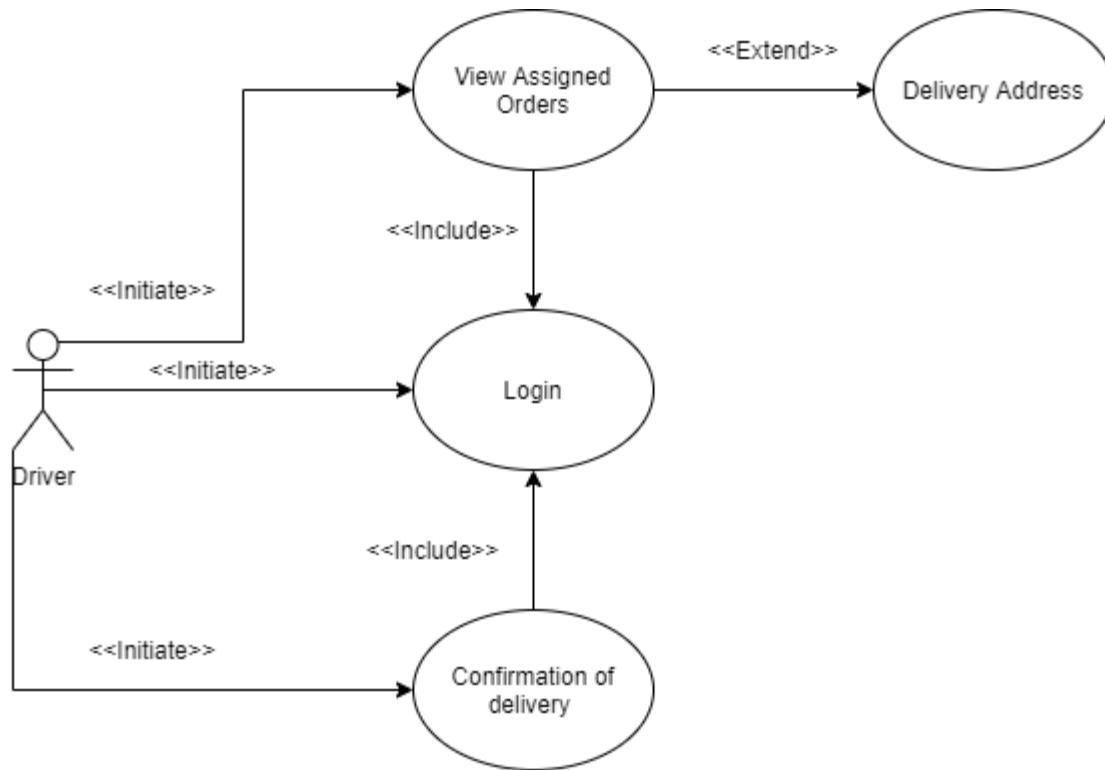 View Assigned
Orders
<<Extend>>
Delivery Address
<<Include>>
<<Initiate>>
<<Initiate>>
Login
Driver
<<Include>>
<<Initiate>>
Confirmation of
delivery